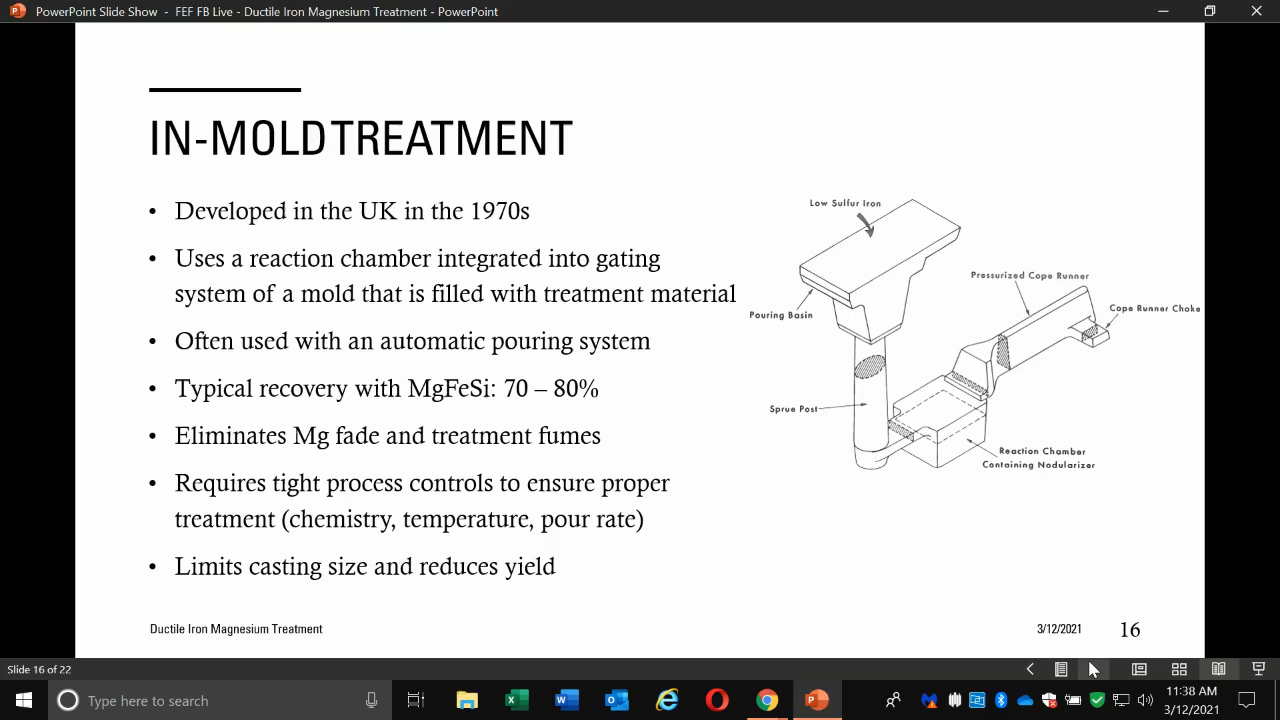 PowerPoint Slide Show - FEF FB Live - Ductile Iron Magnesium Treatment - PowerPoint
IN-MOLD TREATMENT
• Developed in the UK in the 1970s
• Uses a reaction chamber integrated into gating
system of a mold that is filled with treatment material
• Often used with an automatic pouring system
• Typical recovery with MgFeSi: 70 – 80%
• Eliminates Mg fade and treatment fumes
• Requires tight process controls to ensure proper
treatment (chemistry, temperature, pour rate)
• Limits casting size and reduces yield
Low Sulfur Iron
Pressurized Cope Runner
Pouring Basin
Cope Runner Choke
Sprue Post
Reaction Chamber
Containing Nodularizer
Ductile Iron Magnesium Treatment
3/12/2021
16
Slide 16 of 22
Type here to search
11:38 AM
3/12/2021